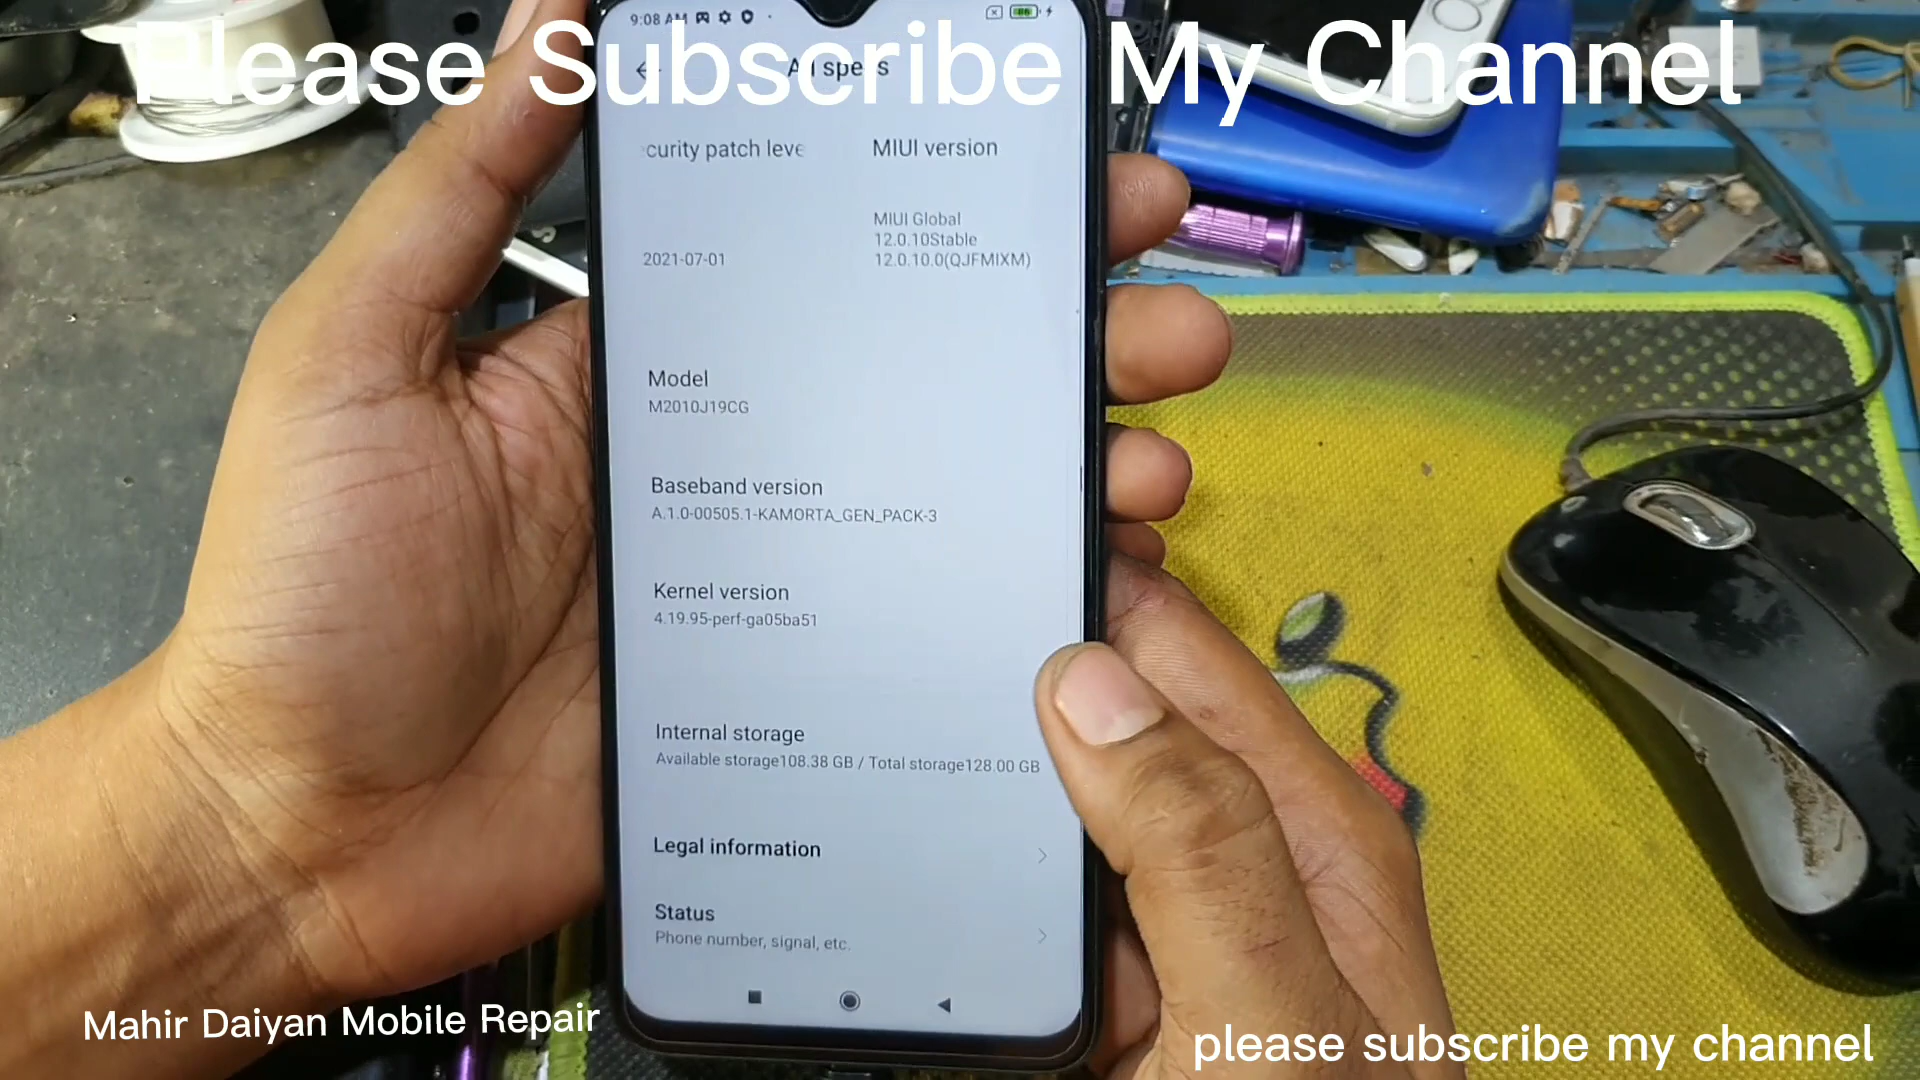 Please Subscribe My Channel
9:08 AM
All specs
curity patch leve
MIUI version
MIUI Global
12.0.10Stable
2021-07-01
12.0.10.0(QJFMIXM)
Model
M2010J19CG
Baseband version
A.1.0-00505.1-KAMORTA_GEN_PACK-3
Kernel version
4.19.95-perf-ga05ba51
Internal storage
Available storage108.38 GB / Total storage128.00 GB
Legal information
Status
Phone number, signal, etc.
Mahir Daiyan Mobile Repair
please subscribe my channel